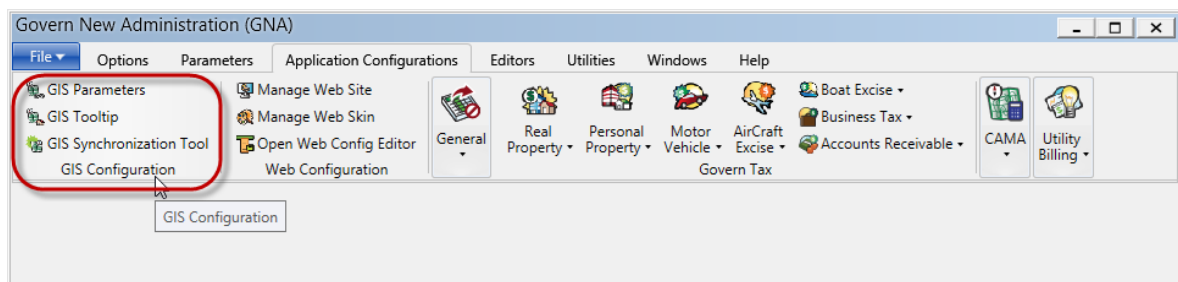 Govern New Administration (GNA)
File Options Parameters Application Configurations Editors Utilities Windows Help
GIS Parameters
GIS Tooltip
GIS Synchronization Tool
GIS Configuration
Manage Web Site
Manage Web Skin
Open Web Config Editor
Web Configuration
General
Real
Property
Personal
Property
Motor
Vehicle
AirCraft
Excise
Boat Excise
Business Tax
Accounts Receivable
Govern Tax
CAMA
Utility
Billing
GIS Configuration